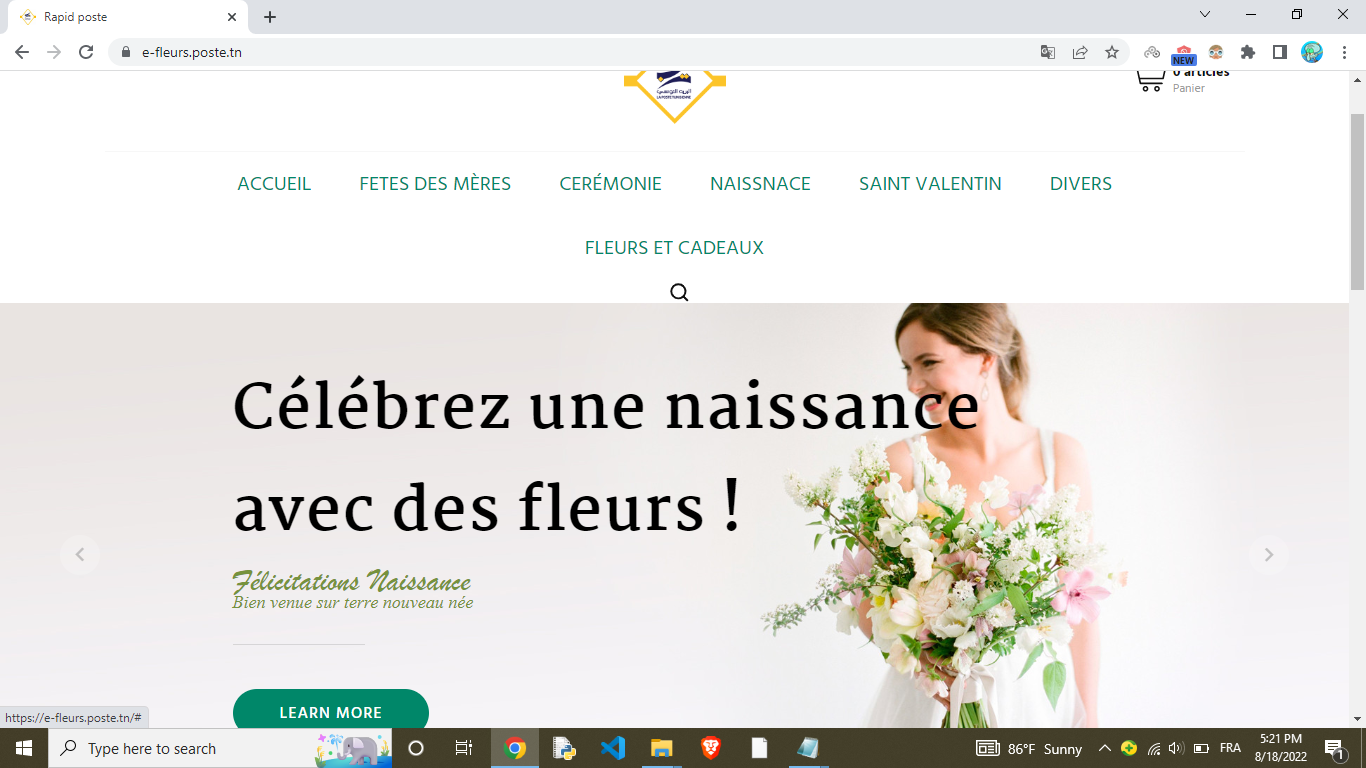 Rapid poste
e-fleurs.poste.tn
NEW
البريد التونسي
LA POSTE TUNISIENNE
0 articles
Panier
ACCUEIL FETES DES MÈRES CERÉMONIE NAISSNACE SAINT VALENTIN DIVERS
FLEURS ET CADEAUX
Célébrez une naissance
avec des fleurs !
Félicitations Naissance
Bien venue sur terre nouveau née
LEARN MORE
https://e-fleurs.poste.tn/#
Type here to search
86°F Sunny
FRA
5:21 PM
8/18/2022
1